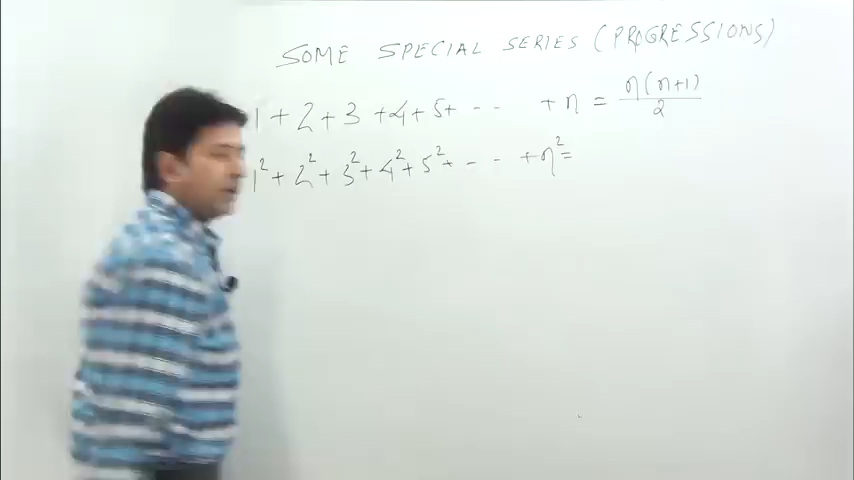 SOME SPECIAL SERIES (PROGRESSIONS)
1 + 2 + 3 + 4 + 5 + - - + n = n(n+1)/2
1² + 2² + 3² + 4² + 5² + - - + n² =